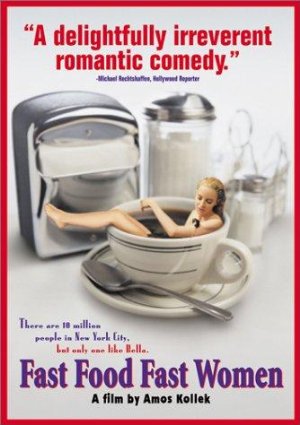 “A delightfully irreverent
romantic comedy.”
-Michael Rechtshaffen, Hollywood Reporter
There are 10 million
people in New York City,
but only one like Bella.
Fast Food Fast Women
A film by Amos Kollek